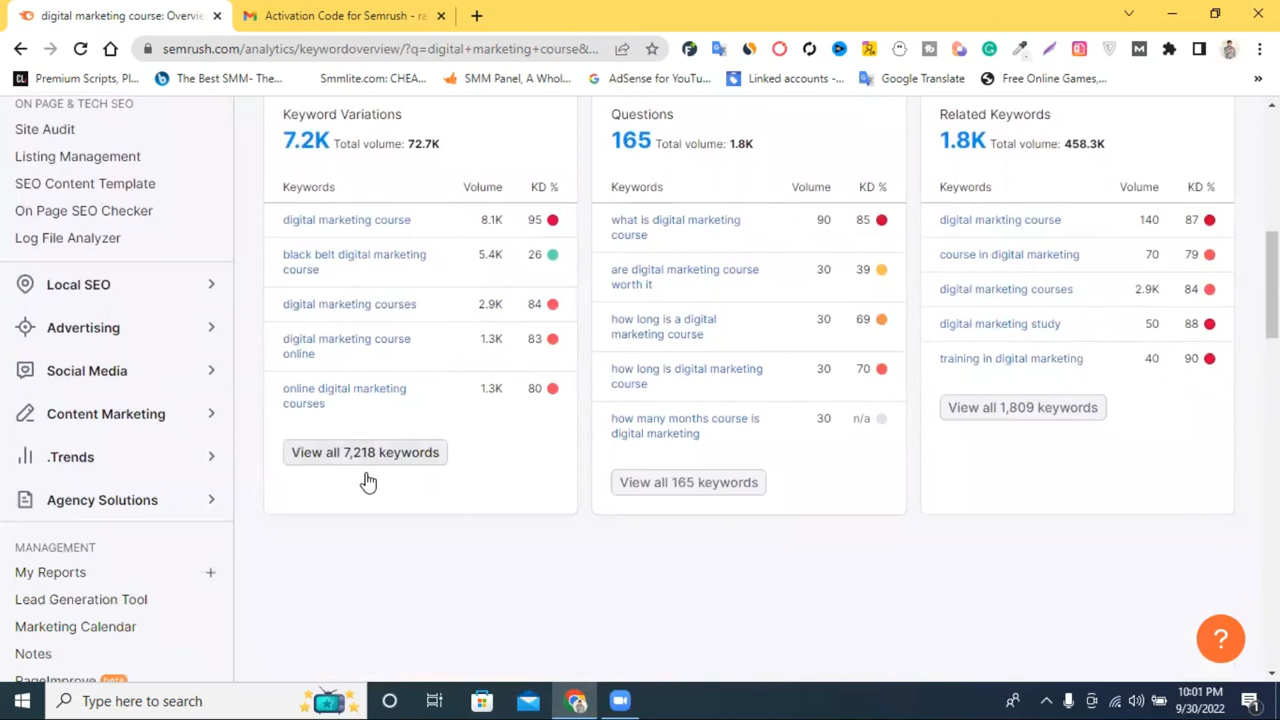 digital marketing course: Overvi
Activation Code for Semrush - ra
semrush.com/analytics/keywordoverview/?q=digital+marketing+course&...
Premium Scripts, Pl...
The Best SMM- The...
Smmlite.com: CHEA...
SMM Panel, A Whol...
AdSense for YouTu...
Linked accounts -...
Google Translate
Free Online Games,...
ON PAGE & TECH SEO
Site Audit
Listing Management
SEO Content Template
On Page SEO Checker
Log File Analyzer
Local SEO
Advertising
Social Media
Content Marketing
.Trends
Agency Solutions
MANAGEMENT
My Reports
Lead Generation Tool
Marketing Calendar
Notes
PageImprove beta
Keyword Variations
7.2K Total volume: 72.7K
Keywords Volume KD %
digital marketing course 8.1K 95
black belt digital marketing 5.4K 26
course
digital marketing courses 2.9K 84
digital marketing course 1.3K 83
online
online digital marketing 1.3K 80
courses
View all 7,218 keywords
Questions
165 Total volume: 1.8K
Keywords Volume KD %
what is digital marketing 90 85
course
are digital marketing course 30 39
worth it
how long is a digital 30 69
marketing course
how long is digital marketing 30 70
course
how many months course is 30 n/a
digital marketing
View all 165 keywords
Related Keywords
1.8K Total volume: 458.3K
Keywords Volume KD %
digital markting course 140 87
course in digital marketing 70 79
digital marketing courses 2.9K 84
digital marketing study 50 88
training in digital marketing 40 90
View all 1,809 keywords
?
Type here to search
10:01 PM
9/30/2022